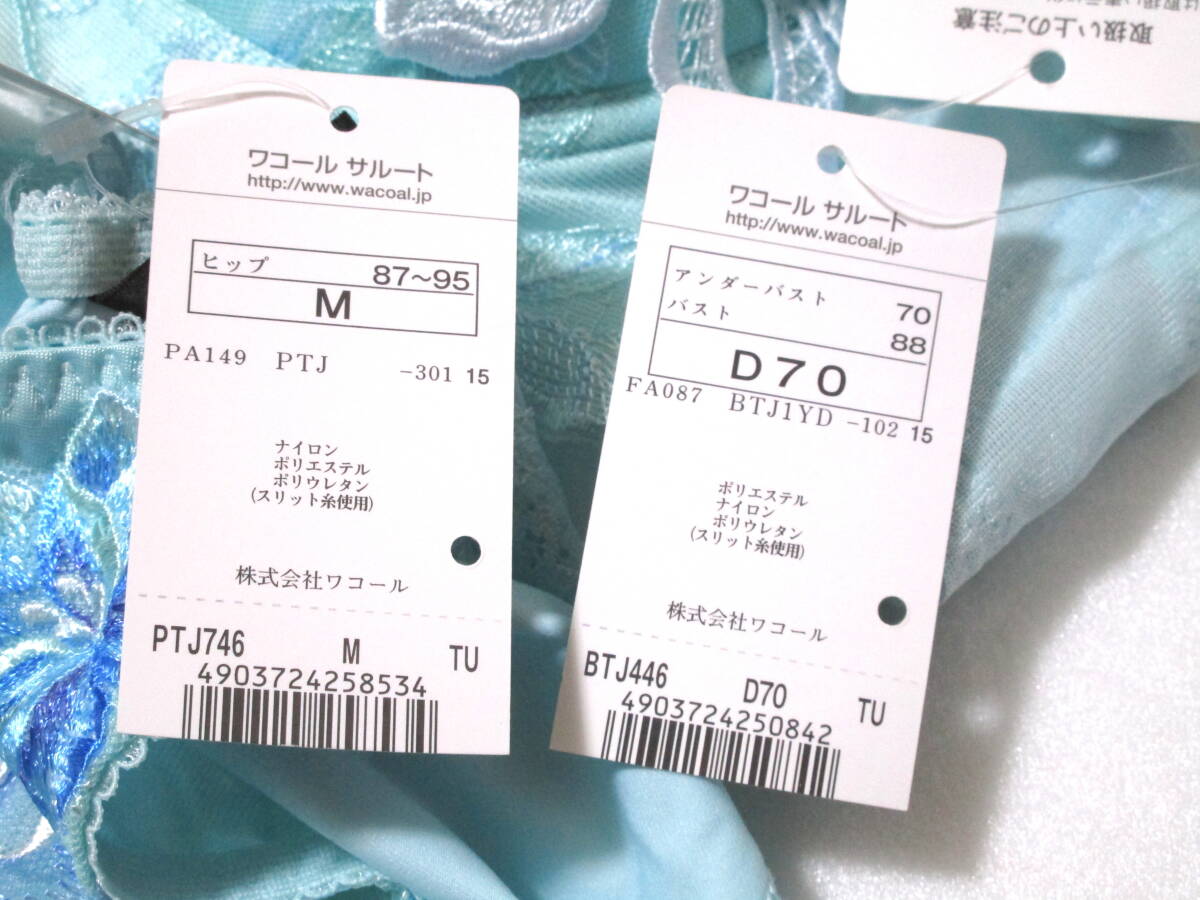 ワコール サルート
http://www.wacoal.jp
ヒップ 87~95
M
PA149 PTJ -301 15
ナイロン
ポリエステル
ポリウレタン
(スリット糸使用)
株式会社ワコール
PTJ746 M TU
4903724258534
ワコール サルート
http://www.wacoal.jp
アンダーバスト 70
バスト 88
D70
FA087 BTJ1YD -102 15
ポリエステル
ナイロン
ポリウレタン
(スリット糸使用)
株式会社ワコール
BTJ446 D70 TU
4903724250842
取扱い上のご注意